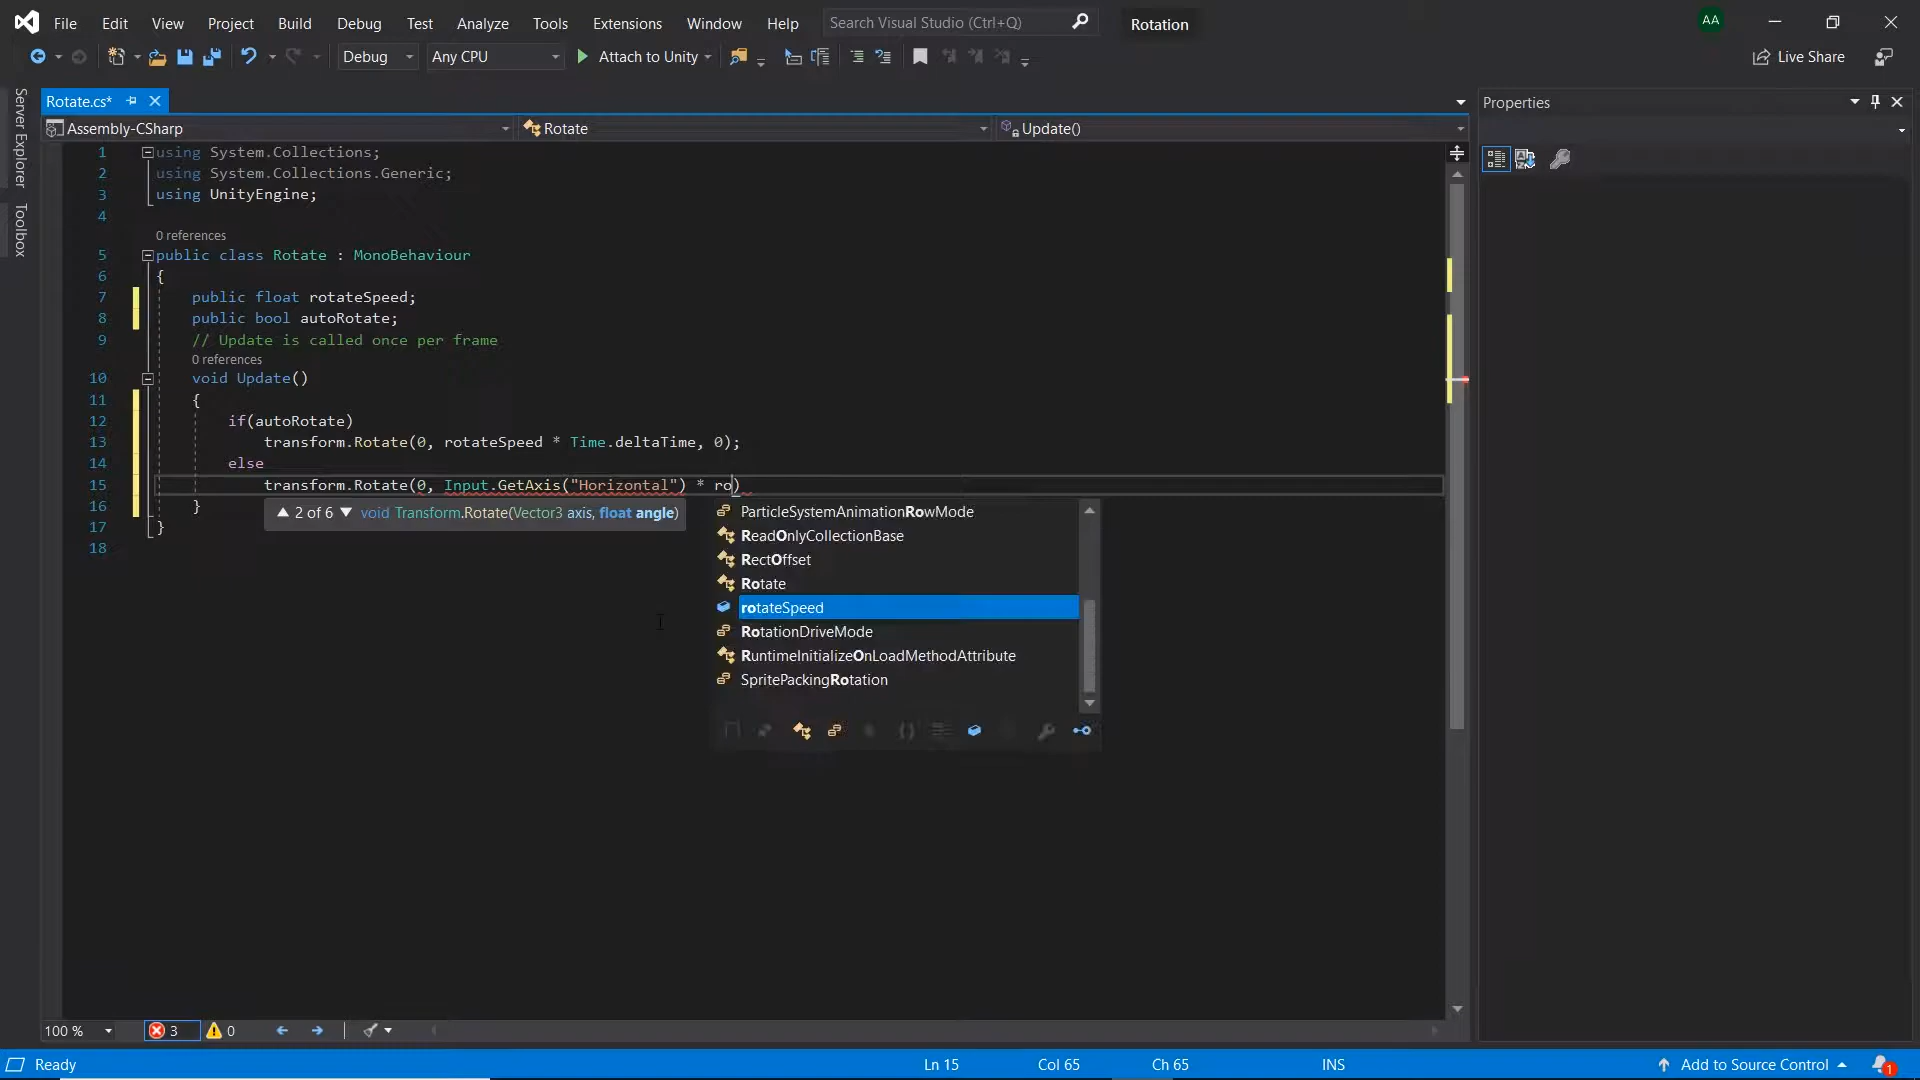 File Edit View Project Build Debug Test Analyze Tools Extensions Window Help Search Visual Studio (Ctrl+Q) Rotation AA
Debug Any CPU Attach to Unity Live Share
Server Explorer
Toolbox
Rotate.cs*
Properties
Assembly-CSharp Rotate Update()
1 using System.Collections;
2 using System.Collections.Generic;
3 using UnityEngine;
4
0 references
5 public class Rotate : MonoBehaviour
6 {
7 public float rotateSpeed;
8 public bool autoRotate;
9 // Update is called once per frame
0 references
10 void Update()
11 {
12 if(autoRotate)
13 transform.Rotate(0, rotateSpeed * Time.deltaTime, 0);
14 else
15 transform.Rotate(0, Input.GetAxis("Horizontal") * ro)
16 }
17 }
18
2 of 6 void Transform.Rotate(Vector3 axis, float angle)
ParticleSystemAnimationRowMode
ReadOnlyCollectionBase
RectOffset
Rotate
rotateSpeed
RotationDriveMode
RuntimeInitializeOnLoadMethodAttribute
SpritePackingRotation
100 % 3 0
Ready Ln 15 Col 65 Ch 65 INS Add to Source Control 1